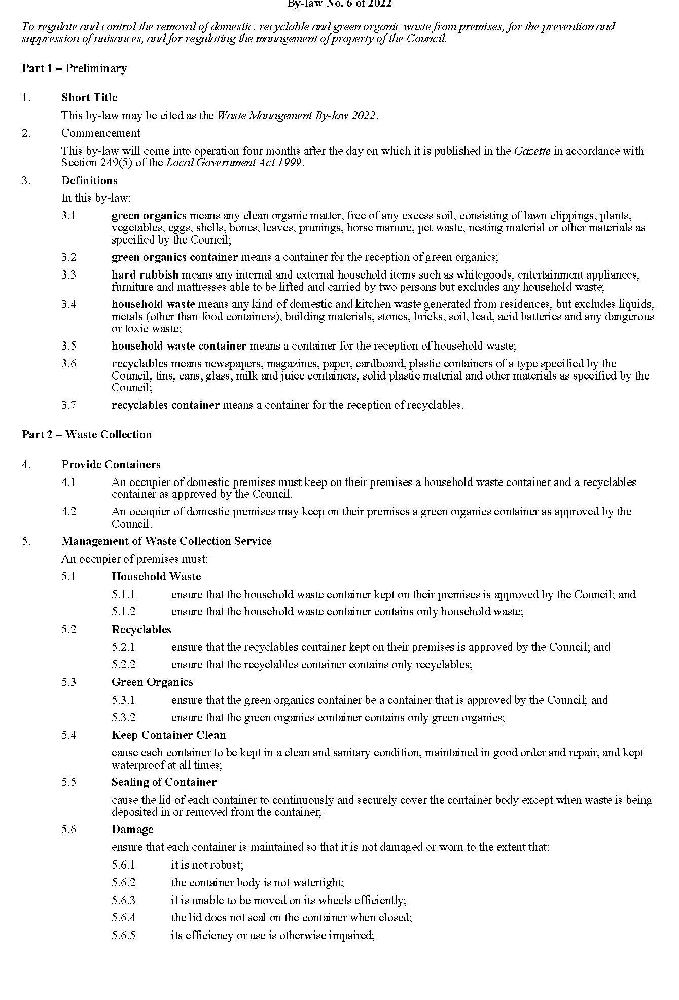 By-law No. 6 of 2022
To regulate and control the removal of domestic, recyclable and green organic waste from premises, for the prevention and
suppression of nuisances, and for regulating the management of property of the Council.
Part 1 – Preliminary
1. Short Title
This by-law may be cited as the Waste Management By-law 2022.
2. Commencement
This by-law will come into operation four months after the day on which it is published in the Gazette in accordance with
Section 249(5) of the Local Government Act 1999.
3. Definitions
In this by-law:
3.1 green organics means any clean organic matter, free of any excess soil, consisting of lawn clippings, plants,
vegetables, eggs, shells, bones, leaves, prunings, horse manure, pet waste, nesting material or other materials as
specified by the Council;
3.2 green organics container means a container for the reception of green organics;
3.3 hard rubbish means any internal and external household items such as whitegoods, entertainment appliances,
furniture and mattresses able to be lifted and carried by two persons but excludes any household waste;
3.4 household waste means any kind of domestic and kitchen waste generated from residences, but excludes liquids,
metals (other than food containers), building materials, stones, bricks, soil, lead, acid batteries and any dangerous
or toxic waste;
3.5 household waste container means a container for the reception of household waste;
3.6 recyclables means newspapers, magazines, paper, cardboard, plastic containers of a type specified by the
Council, tins, cans, glass, milk and juice containers, solid plastic material and other materials as specified by the
Council;
3.7 recyclables container means a container for the reception of recyclables.
Part 2 – Waste Collection
4. Provide Containers
4.1 An occupier of domestic premises must keep on their premises a household waste container and a recyclables
container as approved by the Council.
4.2 An occupier of domestic premises may keep on their premises a green organics container as approved by the
Council.
5. Management of Waste Collection Service
An occupier of premises must:
5.1 Household Waste
5.1.1 ensure that the household waste container kept on their premises is approved by the Council; and
5.1.2 ensure that the household waste container contains only household waste;
5.2 Recyclables
5.2.1 ensure that the recyclables container kept on their premises is approved by the Council; and
5.2.2 ensure that the recyclables container contains only recyclables;
5.3 Green Organics
5.3.1 ensure that the green organics container be a container that is approved by the Council; and
5.3.2 ensure that the green organics container contains only green organics;
5.4 Keep Container Clean
cause each container to be kept in a clean and sanitary condition, maintained in good order and repair, and kept
waterproof at all times;
5.5 Sealing of Container
cause the lid of each container to continuously and securely cover the container body except when waste is being
deposited in or removed from the container;
5.6 Damage
ensure that each container is maintained so that it is not damaged or worn to the extent that:
5.6.1 it is not robust;
5.6.2 the container body is not watertight;
5.6.3 it is unable to be moved on its wheels efficiently;
5.6.4 the lid does not seal on the container when closed;
5.6.5 its efficiency or use is otherwise impaired;